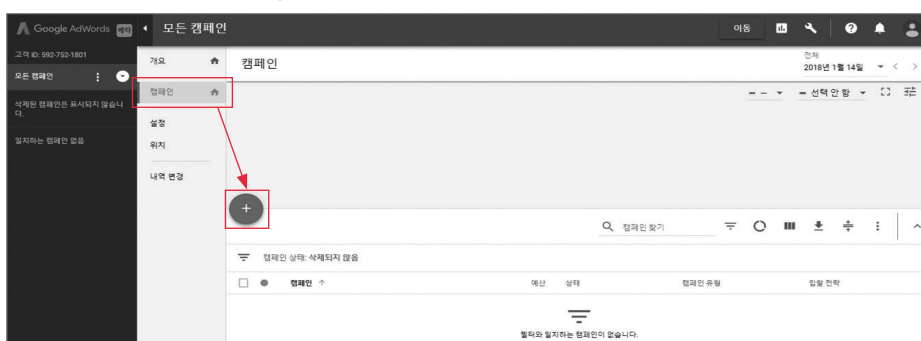 Google AdWords 베타
모든 캠페인
이동
고객 ID: 592-752-1801
모든 캠페인
삭제된 캠페인은 표시되지 않습니
다.
일치하는 캠페인 없음
개요
캠페인
설정
위치
내역 변경
캠페인
전체
2018년 1월 14일
선택 안 함
캠페인 찾기
캠페인 상태: 삭제되지 않음
캠페인 ↑ 예산 상태 캠페인 유형 입찰 전략
필터와 일치하는 캠페인이 없습니다.